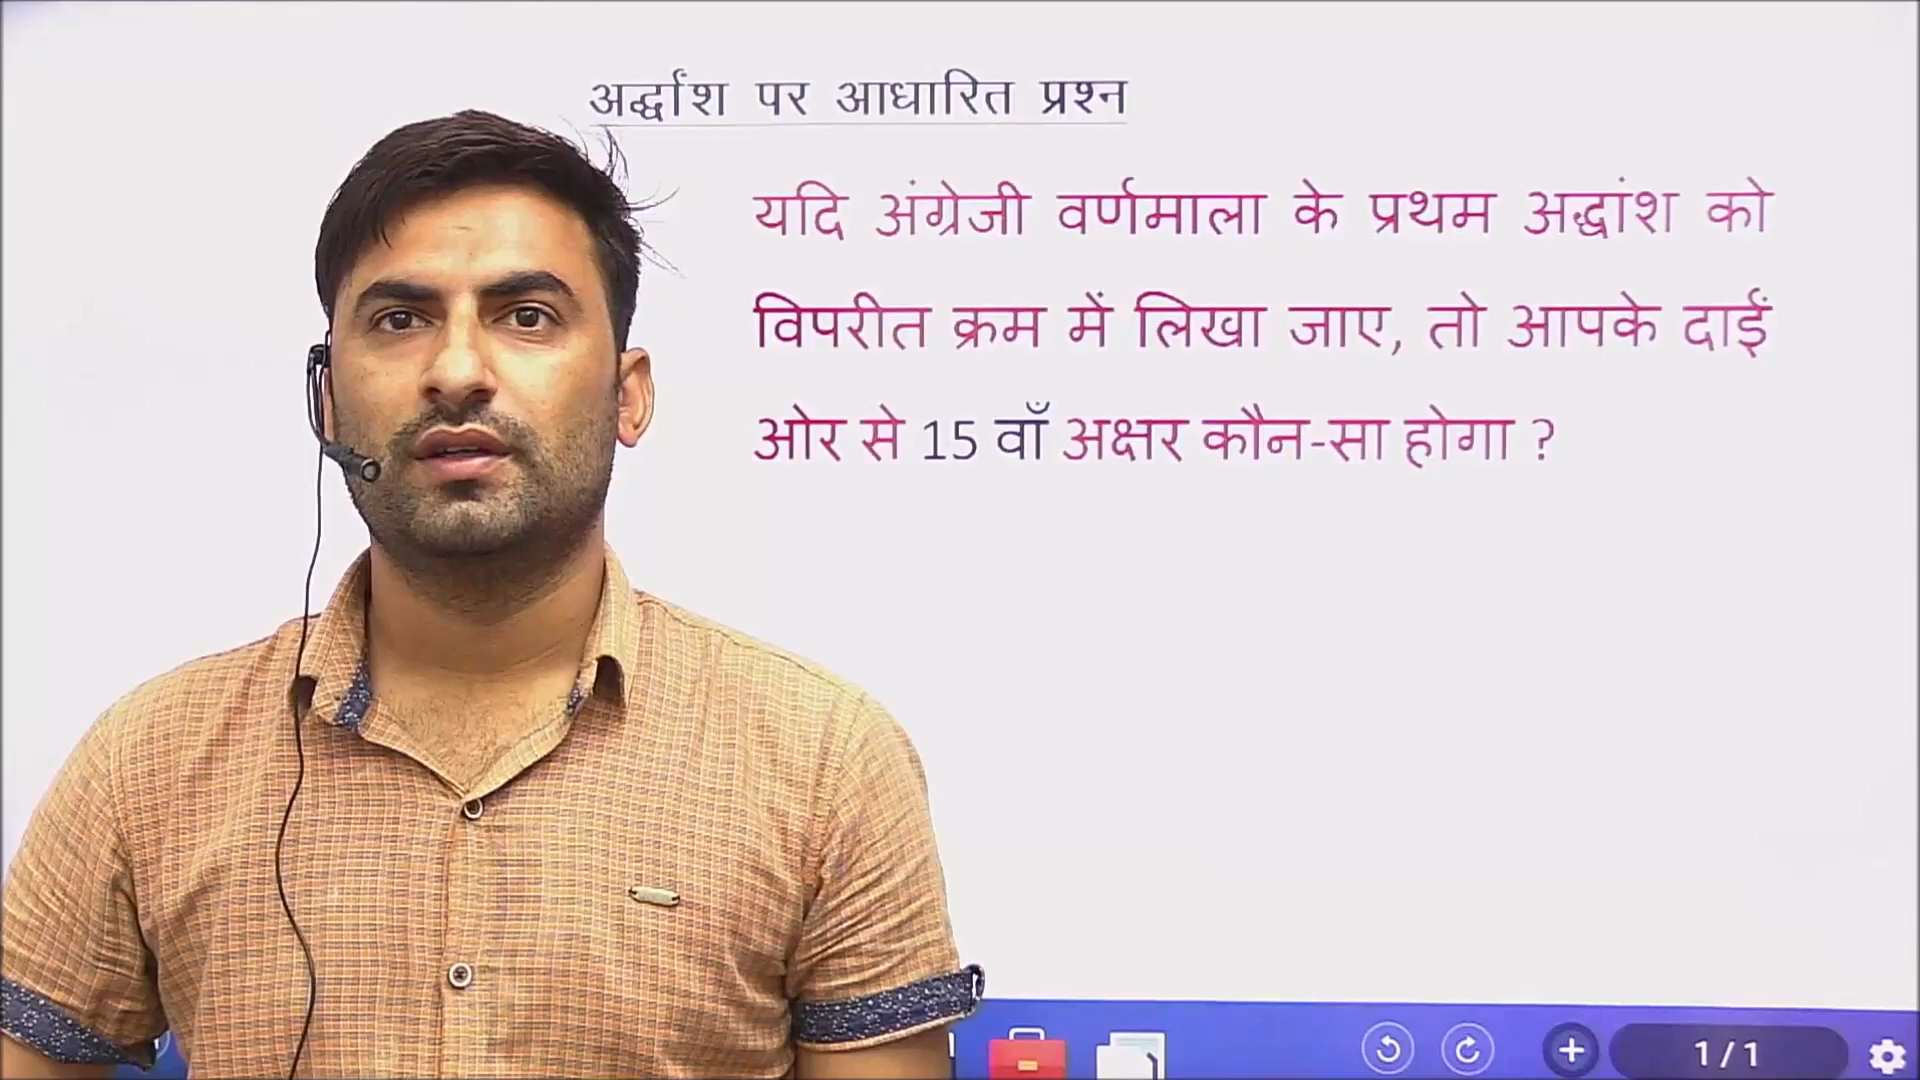 अर्द्धांश पर आधारित प्रश्न
यदि अंग्रेजी वर्णमाला के प्रथम अद्धांश को
विपरीत क्रम में लिखा जाए, तो आपके दाईं
ओर से 15 वाँ अक्षर कौन-सा होगा ?
1 / 1